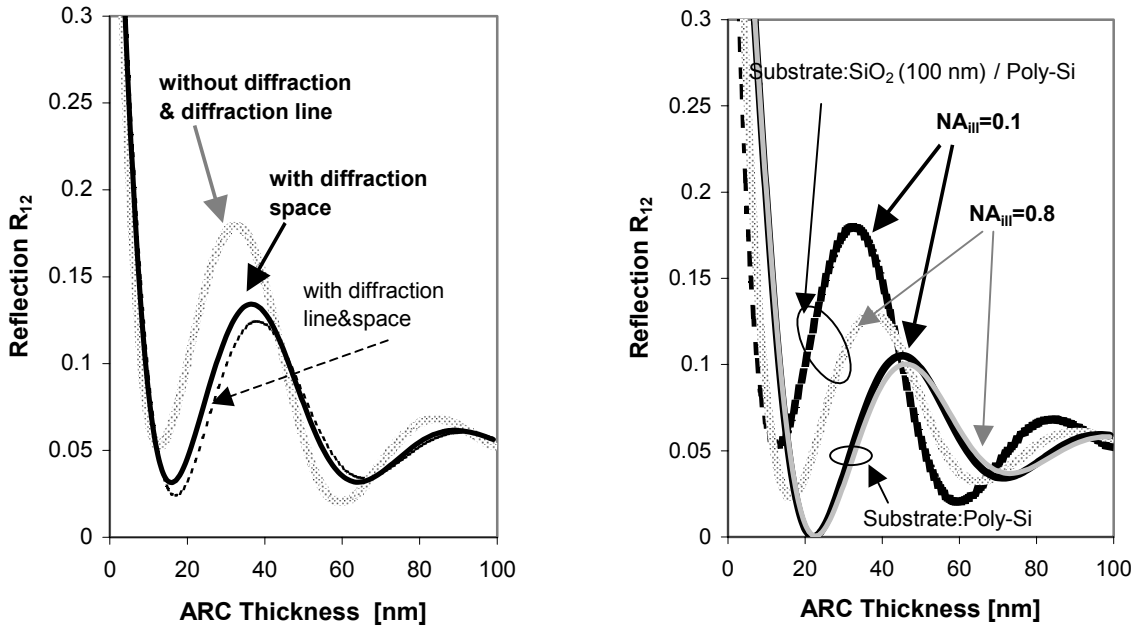 0.3
0.25
0.2
0.15
0.1
0.05
0
Reflection R12
without diffraction
& diffraction line
with diffraction
space
with diffraction
line&space
0 20 40 60 80 100
ARC Thickness [nm]
0.3
0.25
0.2
0.15
0.1
0.05
0
Reflection R12
Substrate:SiO2 (100 nm) / Poly-Si
NAill=0.1
NAill=0.8
Substrate:Poly-Si
0 20 40 60 80 100
ARC Thickness [nm]